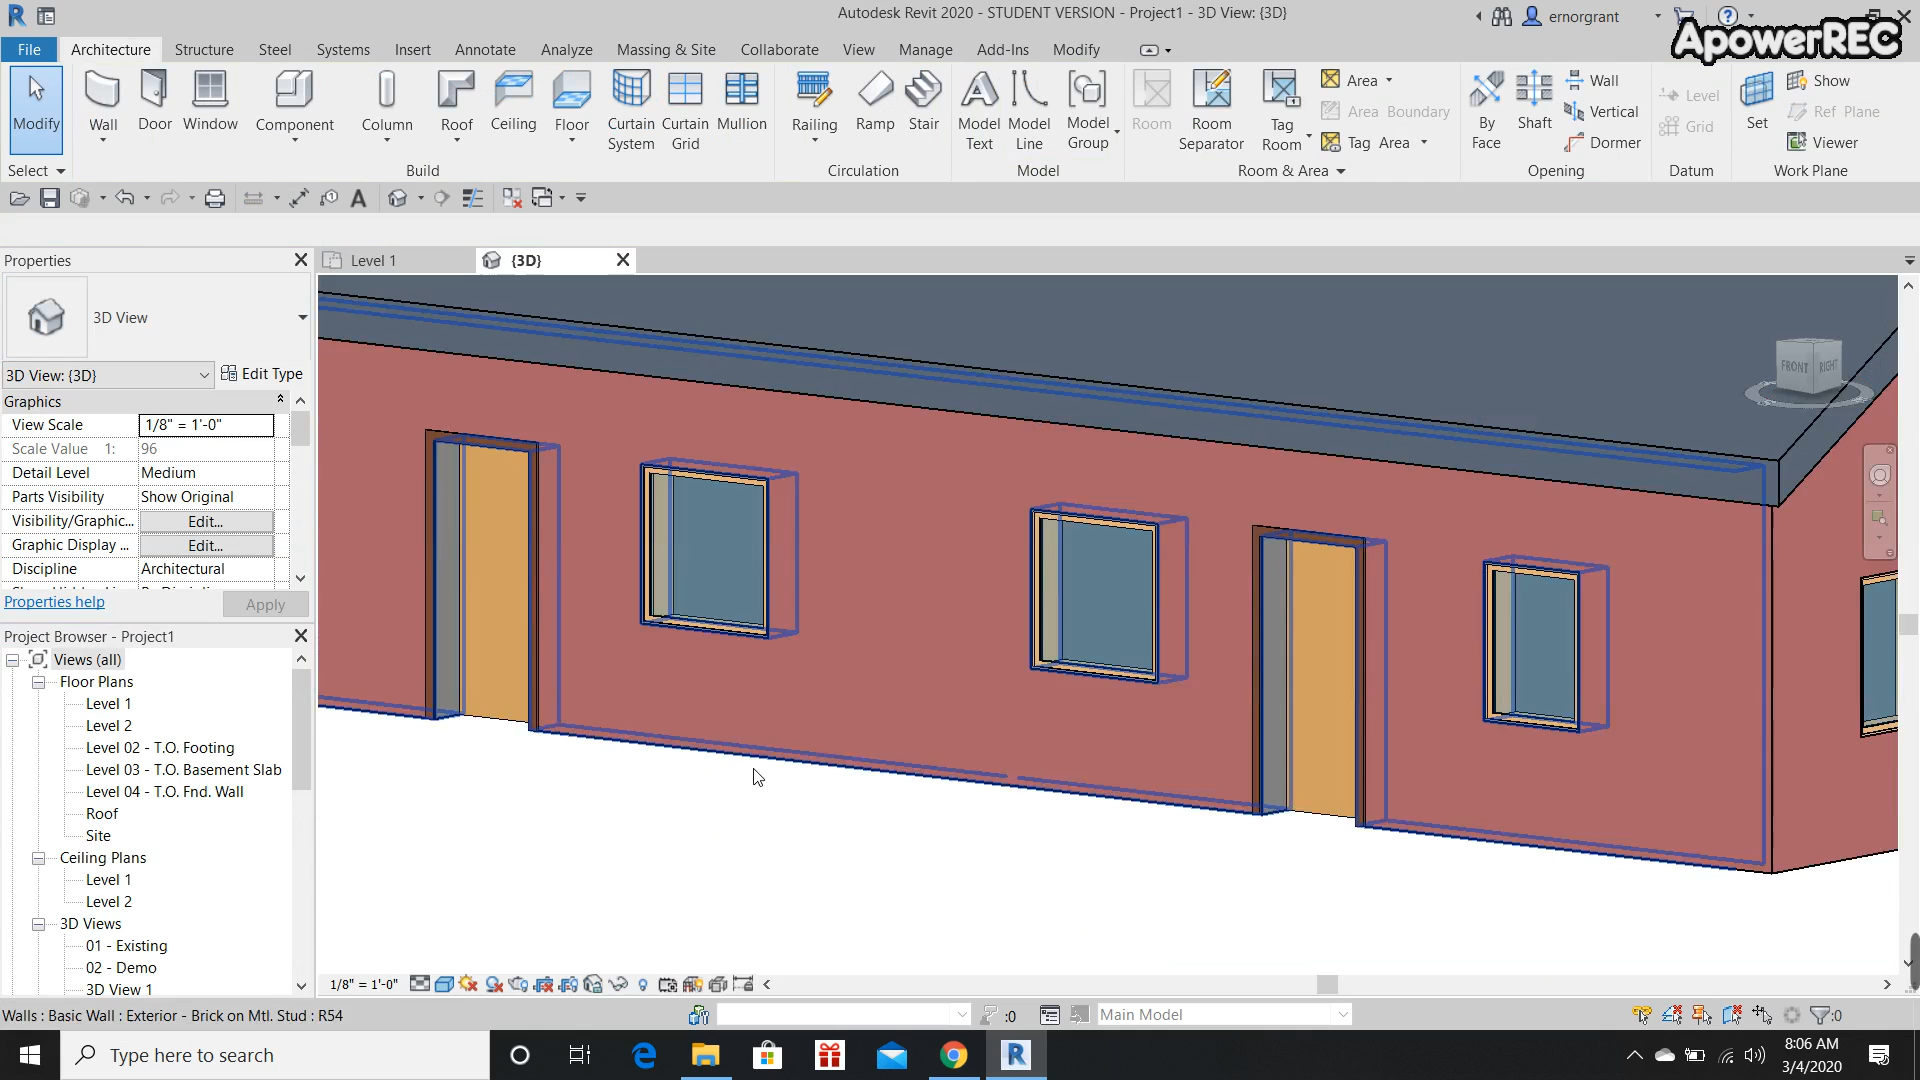 Autodesk Revit 2020 - STUDENT VERSION - Project1 - 3D View: {3D}
ernorgrant
ApowerREC
File Architecture Structure Steel Systems Insert Annotate Analyze Massing & Site Collaborate View Manage Add-Ins Modify
Modify Wall Door Window Component Column Roof Ceiling Floor Curtain System Curtain Grid Mullion Railing Ramp Stair Model Text Model Line Model Group Room Room Separator Tag Room
Area
Area Boundary
Tag Area
By Face Shaft
Wall
Vertical
Dormer
Level
Grid
Set
Show
Ref Plane
Viewer
Select Build Circulation Model Room & Area Opening Datum Work Plane
Properties
Level 1 {3D}
3D View
3D View: {3D} Edit Type
Graphics
View Scale 1/8" = 1'-0"
Scale Value 1: 96
Detail Level Medium
Parts Visibility Show Original
Visibility/Graphic... Edit...
Graphic Display ... Edit...
Discipline Architectural
Properties help Apply
FRONT RIGHT
Project Browser - Project1
Views (all)
Floor Plans
Level 1
Level 2
Level 02 - T.O. Footing
Level 03 - T.O. Basement Slab
Level 04 - T.O. Fnd. Wall
Roof
Site
Ceiling Plans
Level 1
Level 2
3D Views
01 - Existing
02 - Demo
3D View 1
1/8" = 1'-0"
Walls : Basic Wall : Exterior - Brick on Mtl. Stud : R54
:0
Main Model
:0
Type here to search
8:06 AM
3/4/2020